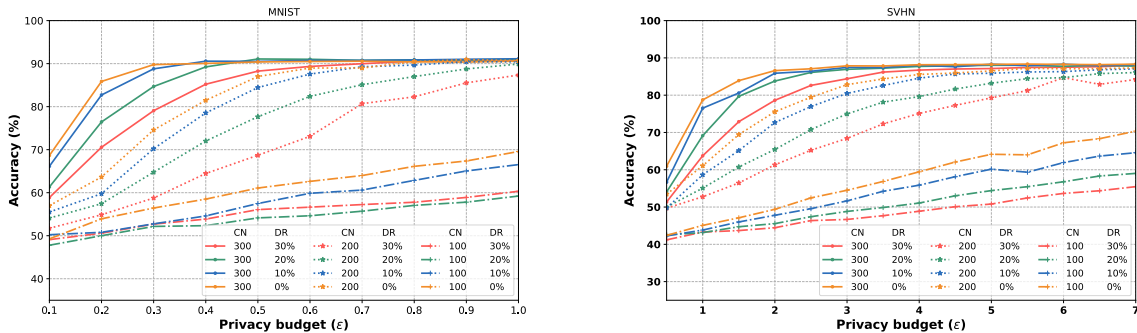 MNIST
100
90
80
70
60
50
40
Accuracy (%)
CN DR CN DR CN DR
300 30% 200 30% 100 30%
300 20% 200 20% 100 20%
300 10% 200 10% 100 10%
300 0% 200 0% 100 0%
0.1 0.2 0.3 0.4 0.5 0.6 0.7 0.8 0.9 1.0
Privacy budget (ε)
SVHN
100
90
80
70
60
50
40
30
Accuracy (%)
CN DR CN DR CN DR
300 30% 200 30% 100 30%
300 20% 200 20% 100 20%
300 10% 200 10% 100 10%
300 0% 200 0% 100 0%
1 2 3 4 5 6 7
Privacy budget (ε)